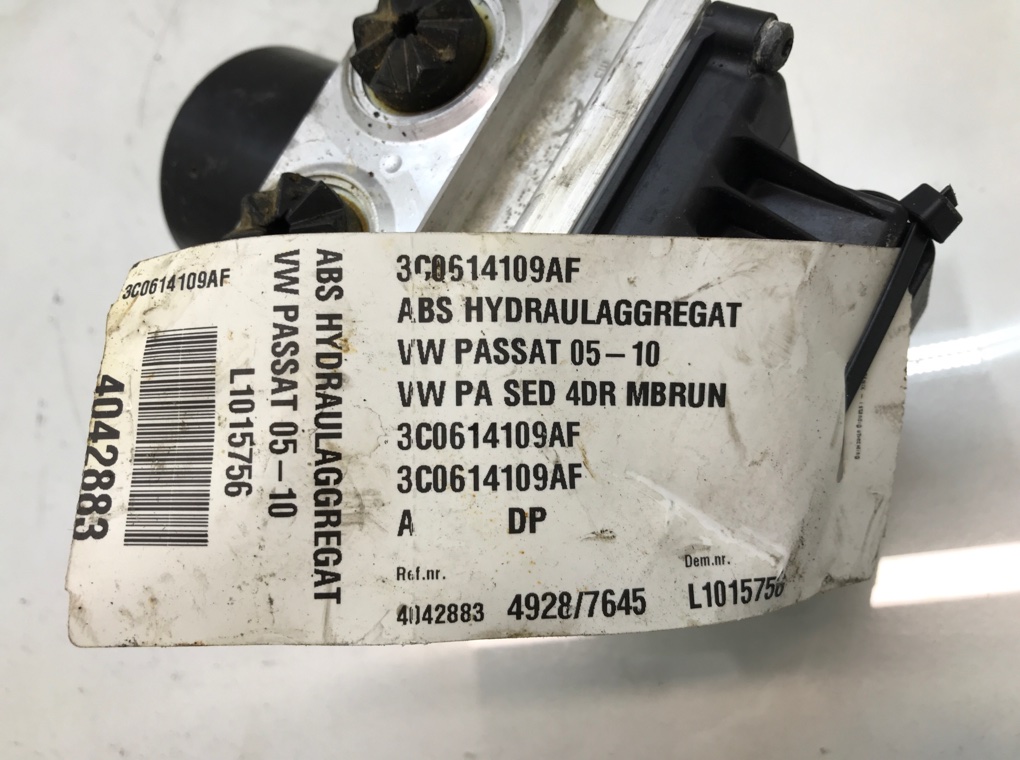 3C0614109AF
ABS HYDRAULAGGREGAT
VW PASSAT 05-10
L1015756
4042883
3C0614109AF
ABS HYDRAULAGGREGAT
VW PASSAT 05-10
VW PA SED 4DR MBRUN
3C0614109AF
3C0614109AF
A DP
Ref.nr. Dem.nr.
4042883 4928/7645 L1015756